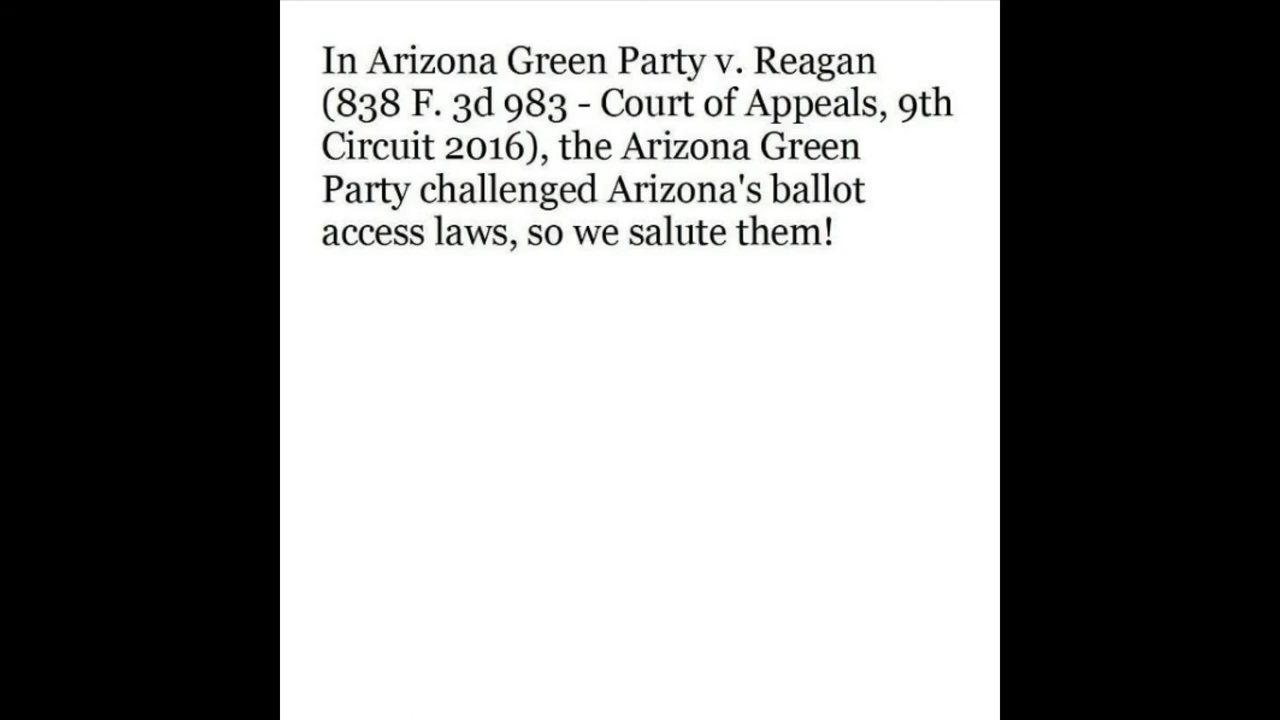 In Arizona Green Party v. Reagan
(838 F. 3d 983 - Court of Appeals, 9th
Circuit 2016), the Arizona Green
Party challenged Arizona's ballot
access laws, so we salute them!